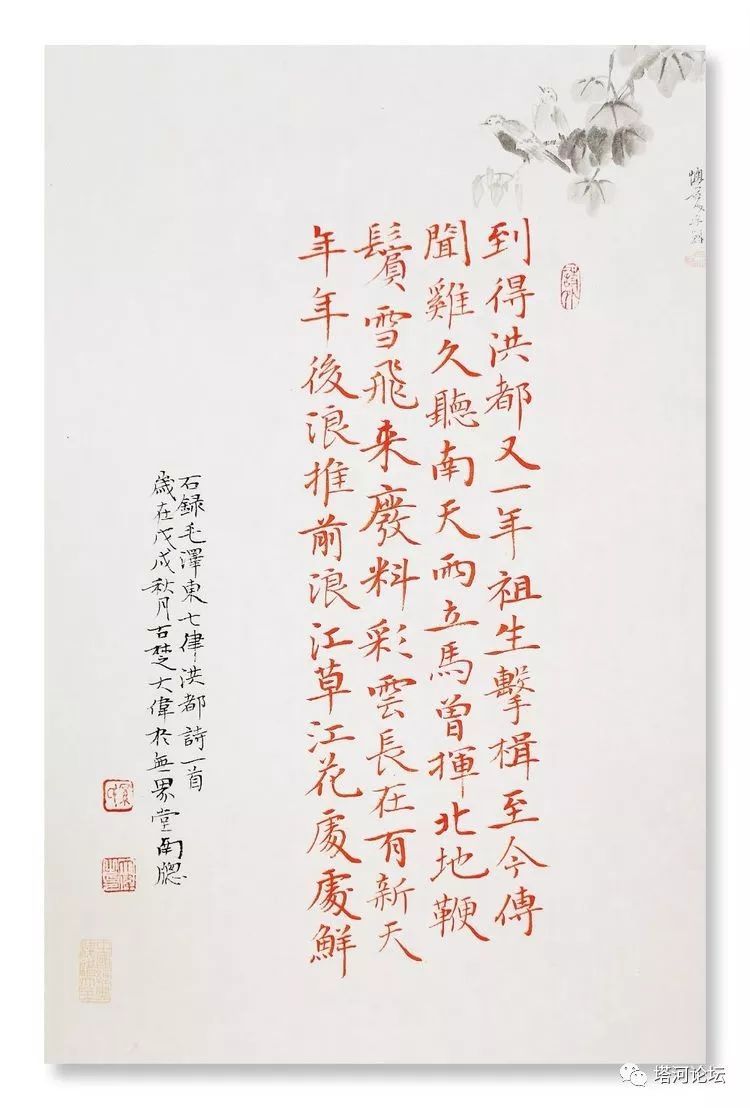 到得洪都又一年祖生擊楫至今傳
聞雞久聽南天雨立馬曾揮北地鞭
鬢雪飛来廢料彩雲長在有新天
年年後浪推前浪江草江花處處鮮
右録毛澤東七律洪都詩一首
歲在戊戌秋月古楚大偉於無界堂南牕
塔河论坛